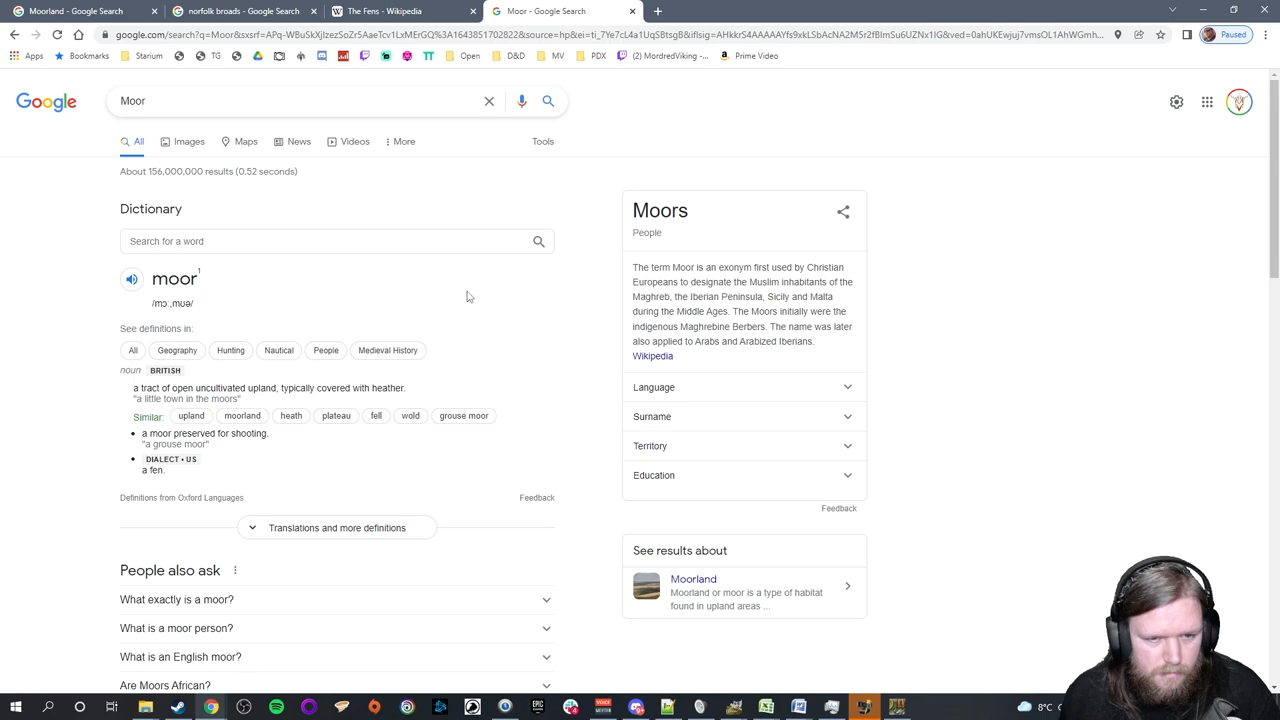 Moorland - Google Search
norfolk broads - Google Search
The Fens - Wikipedia
Moor - Google Search
Paused
Apps
Bookmarks
Starium
TG
Open
D&D
MV
PDX
(2) MordredViking -...
Prime Video
Google
Moor
All
Images
Maps
News
Videos
More
Tools
About 156,000,000 results (0.52 seconds)
Dictionary
Search for a word
moor¹
/mɔː,mʊə/
See definitions in:
All
Geography
Hunting
Nautical
People
Medieval History
noun BRITISH
a tract of open uncultivated upland, typically covered with heather.
"a little town in the moors"
Similar: upland moorland heath plateau fell wold grouse moor
a moor preserved for shooting.
"a grouse moor"
DIALECT • US
a fen.
Definitions from Oxford Languages
Feedback
Translations and more definitions
People also ask
What exactly is a moor?
What is a moor person?
What is an English moor?
Are Moors African?
Moors
People
The term Moor is an exonym first used by Christian
Europeans to designate the Muslim inhabitants of the
Maghreb, the Iberian Peninsula, Sicily and Malta
during the Middle Ages. The Moors initially were the
indigenous Maghrebine Berbers. The name was later
also applied to Arabs and Arabized Iberians.
Wikipedia
Language
Surname
Territory
Education
Feedback
See results about
Moorland
Moorland or moor is a type of habitat
found in upland areas ...
8°C